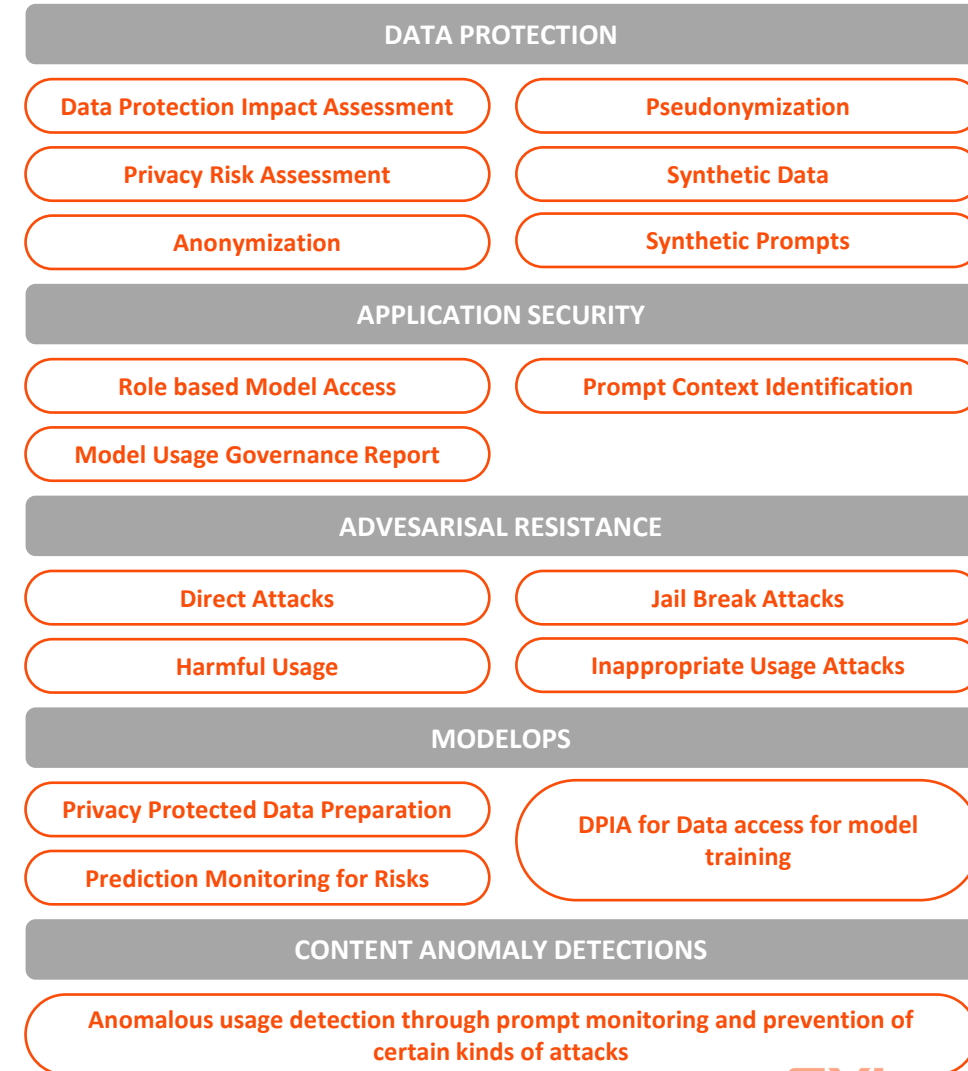 DATA PROTECTION
Data Protection Impact Assessment
Pseudonymization
Privacy Risk Assessment
Synthetic Data
Anonymization
Synthetic Prompts
APPLICATION SECURITY
Role based Model Access
Prompt Context Identification
Model Usage Governance Report
ADVESARISAL RESISTANCE
Direct Attacks
Jail Break Attacks
Harmful Usage
Inappropriate Usage Attacks
MODELOPS
Privacy Protected Data Preparation
DPIA for Data access for model
training
Prediction Monitoring for Risks
CONTENT ANOMALY DETECTIONS
Anomalous usage detection through prompt monitoring and prevention of
certain kinds of attacks